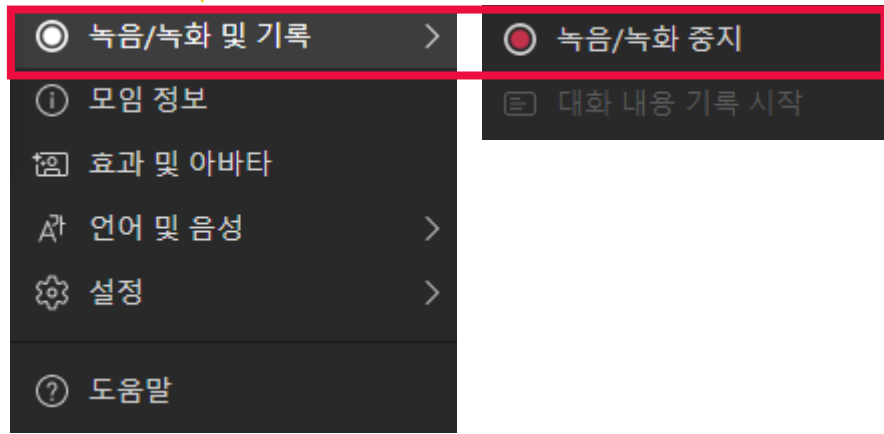 녹음/녹화 및 기록
모임 정보
효과 및 아바타
언어 및 음성
설정
도움말
녹음/녹화 중지
대화 내용 기록 시작